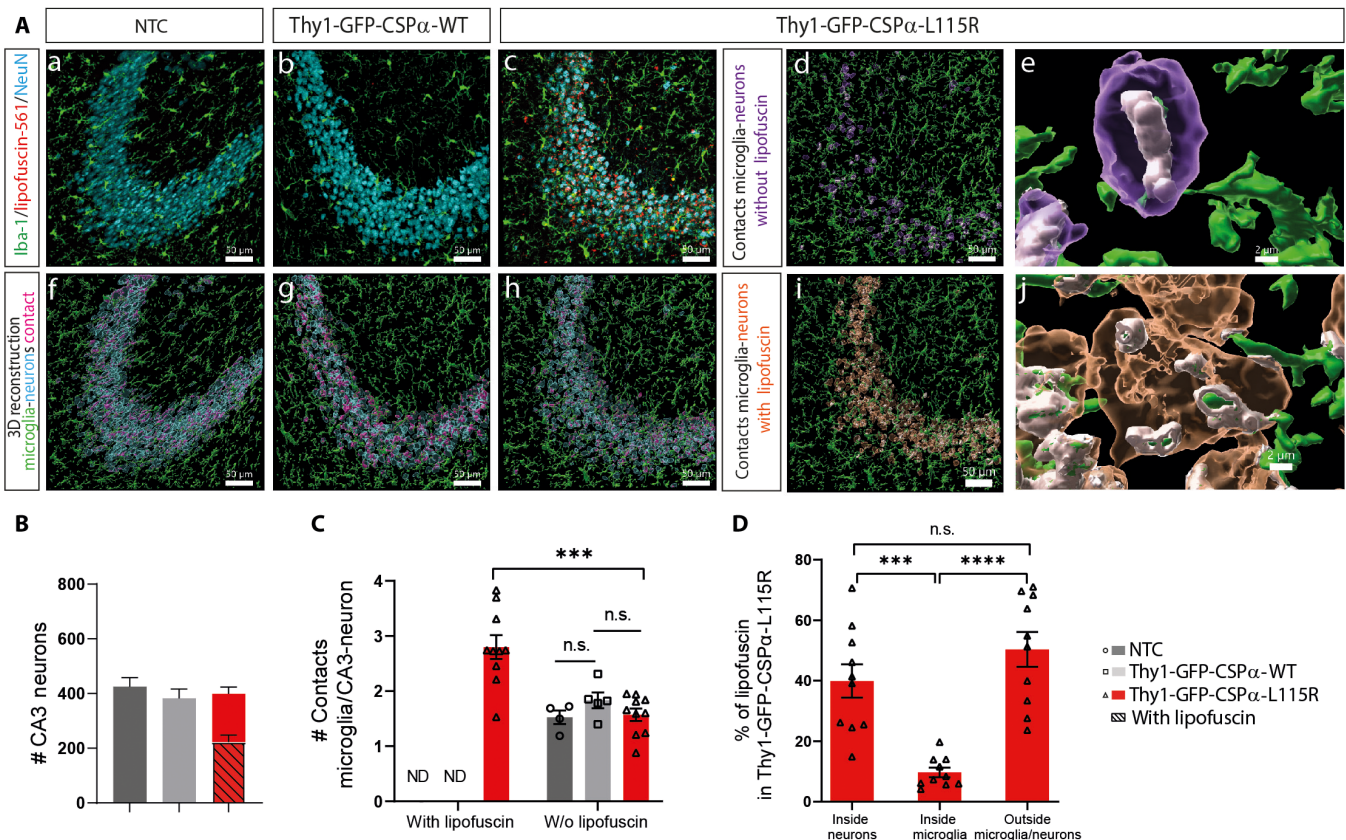 A
NTC
Thy1-GFP-CSPα-WT
Thy1-GFP-CSPα-L115R
Iba-1/lipofuscin-561/NeuN
a
50 µm
b
50 µm
c
50 µm
Contacts microglia-neurons
without lipofuscin
d
50 µm
e
2 µm
3D reconstruction
microglia-neurons contact
f
50 µm
g
50 µm
h
50 µm
Contacts microglia-neurons
with lipofuscin
i
50 µm
j
2 µm
B
# CA3 neurons
800
600
400
200
0
C
# Contacts
microglia/CA3-neuron
4
3
2
1
0
***
n.s.
n.s.
ND
ND
With lipofuscin
W/o lipofuscin
D
% of lipofuscin
in Thy1-GFP-CSPα-L115R
80
60
40
20
0
n.s.
***
****
Inside
neurons
Inside
microglia
Outside
microglia/neurons
NTC
Thy1-GFP-CSPα-WT
Thy1-GFP-CSPα-L115R
With lipofuscin